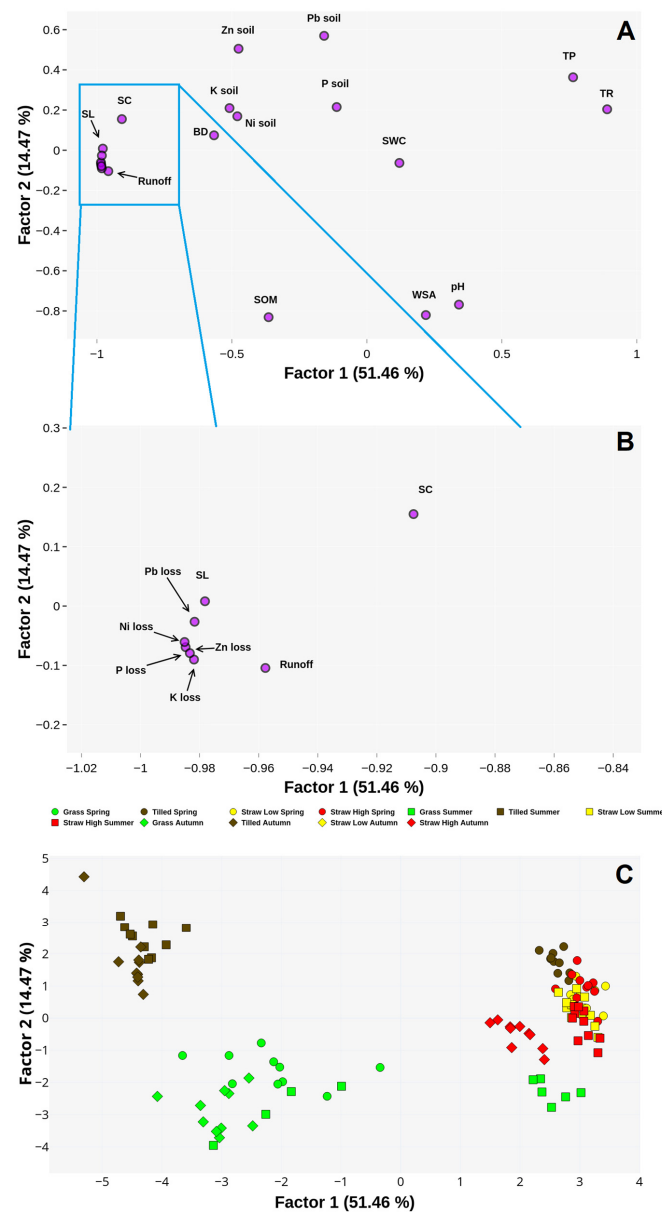 A
Pb soil
Zn soil
TP
K soil
P soil
TR
SC
SL
Ni soil
BD
SWC
Runoff
pH
WSA
SOM
0.6
0.4
0.2
0
−0.2
−0.4
−0.6
−0.8
Factor 2 (14.47 %)
−1
−0.5
0
0.5
1
Factor 1 (51.46 %)
B
SC
Pb loss
SL
Ni loss
Zn loss
P loss
Runoff
K loss
0.3
0.2
0.1
0
−0.1
−0.2
Factor 2 (14.47 %)
−1.02
−1
−0.98
−0.96
−0.94
−0.92
−0.9
−0.88
−0.86
−0.84
Factor 1 (51.46 %)
Grass Spring Tilled Spring Straw Low Spring Straw High Spring Grass Summer Tilled Summer Straw Low Summe
Straw High Summer Grass Autumn Tilled Autumn Straw Low Autumn Straw High Autumn
C
5
4
3
2
1
0
−1
−2
−3
−4
Factor 2 (14.47 %)
−5
−4
−3
−2
−1
0
1
2
3
4
Factor 1 (51.46 %)